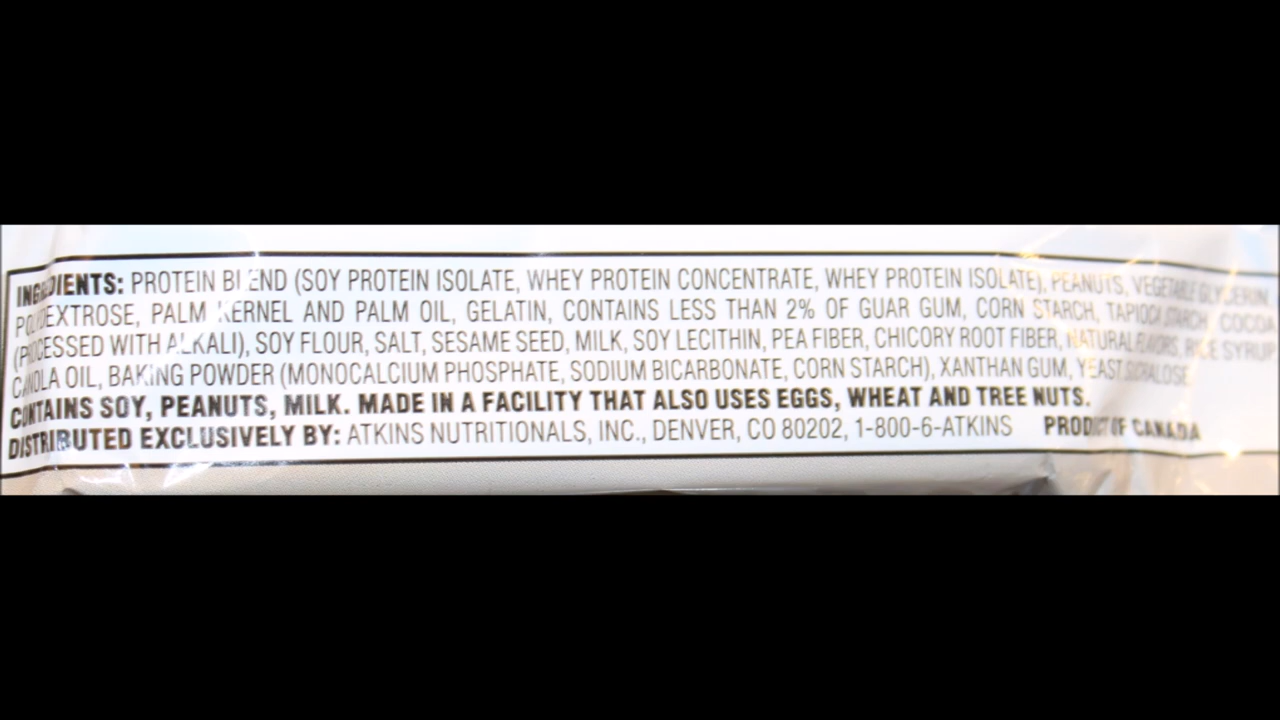 INGREDIENTS: PROTEIN BLEND (SOY PROTEIN ISOLATE, WHEY PROTEIN CONCENTRATE, WHEY PROTEIN ISOLATE), PEANUTS, VEGETABLE GLYCERIN,
POLYDEXTROSE, PALM KERNEL AND PALM OIL, GELATIN, CONTAINS LESS THAN 2% OF GUAR GUM, CORN STARCH, TAPIOCA STARCH, COCOA
(PROCESSED WITH ALKALI), SOY FLOUR, SALT, SESAME SEED, MILK, SOY LECITHIN, PEA FIBER, CHICORY ROOT FIBER, NATURAL FLAVORS, RICE SYRUP,
CANOLA OIL, BAKING POWDER (MONOCALCIUM PHOSPHATE, SODIUM BICARBONATE, CORN STARCH), XANTHAN GUM, YEAST, SUCRALOSE.
CONTAINS SOY, PEANUTS, MILK. MADE IN A FACILITY THAT ALSO USES EGGS, WHEAT AND TREE NUTS.
DISTRIBUTED EXCLUSIVELY BY: ATKINS NUTRITIONALS, INC., DENVER, CO 80202, 1-800-6-ATKINS PRODUCT OF CANADA